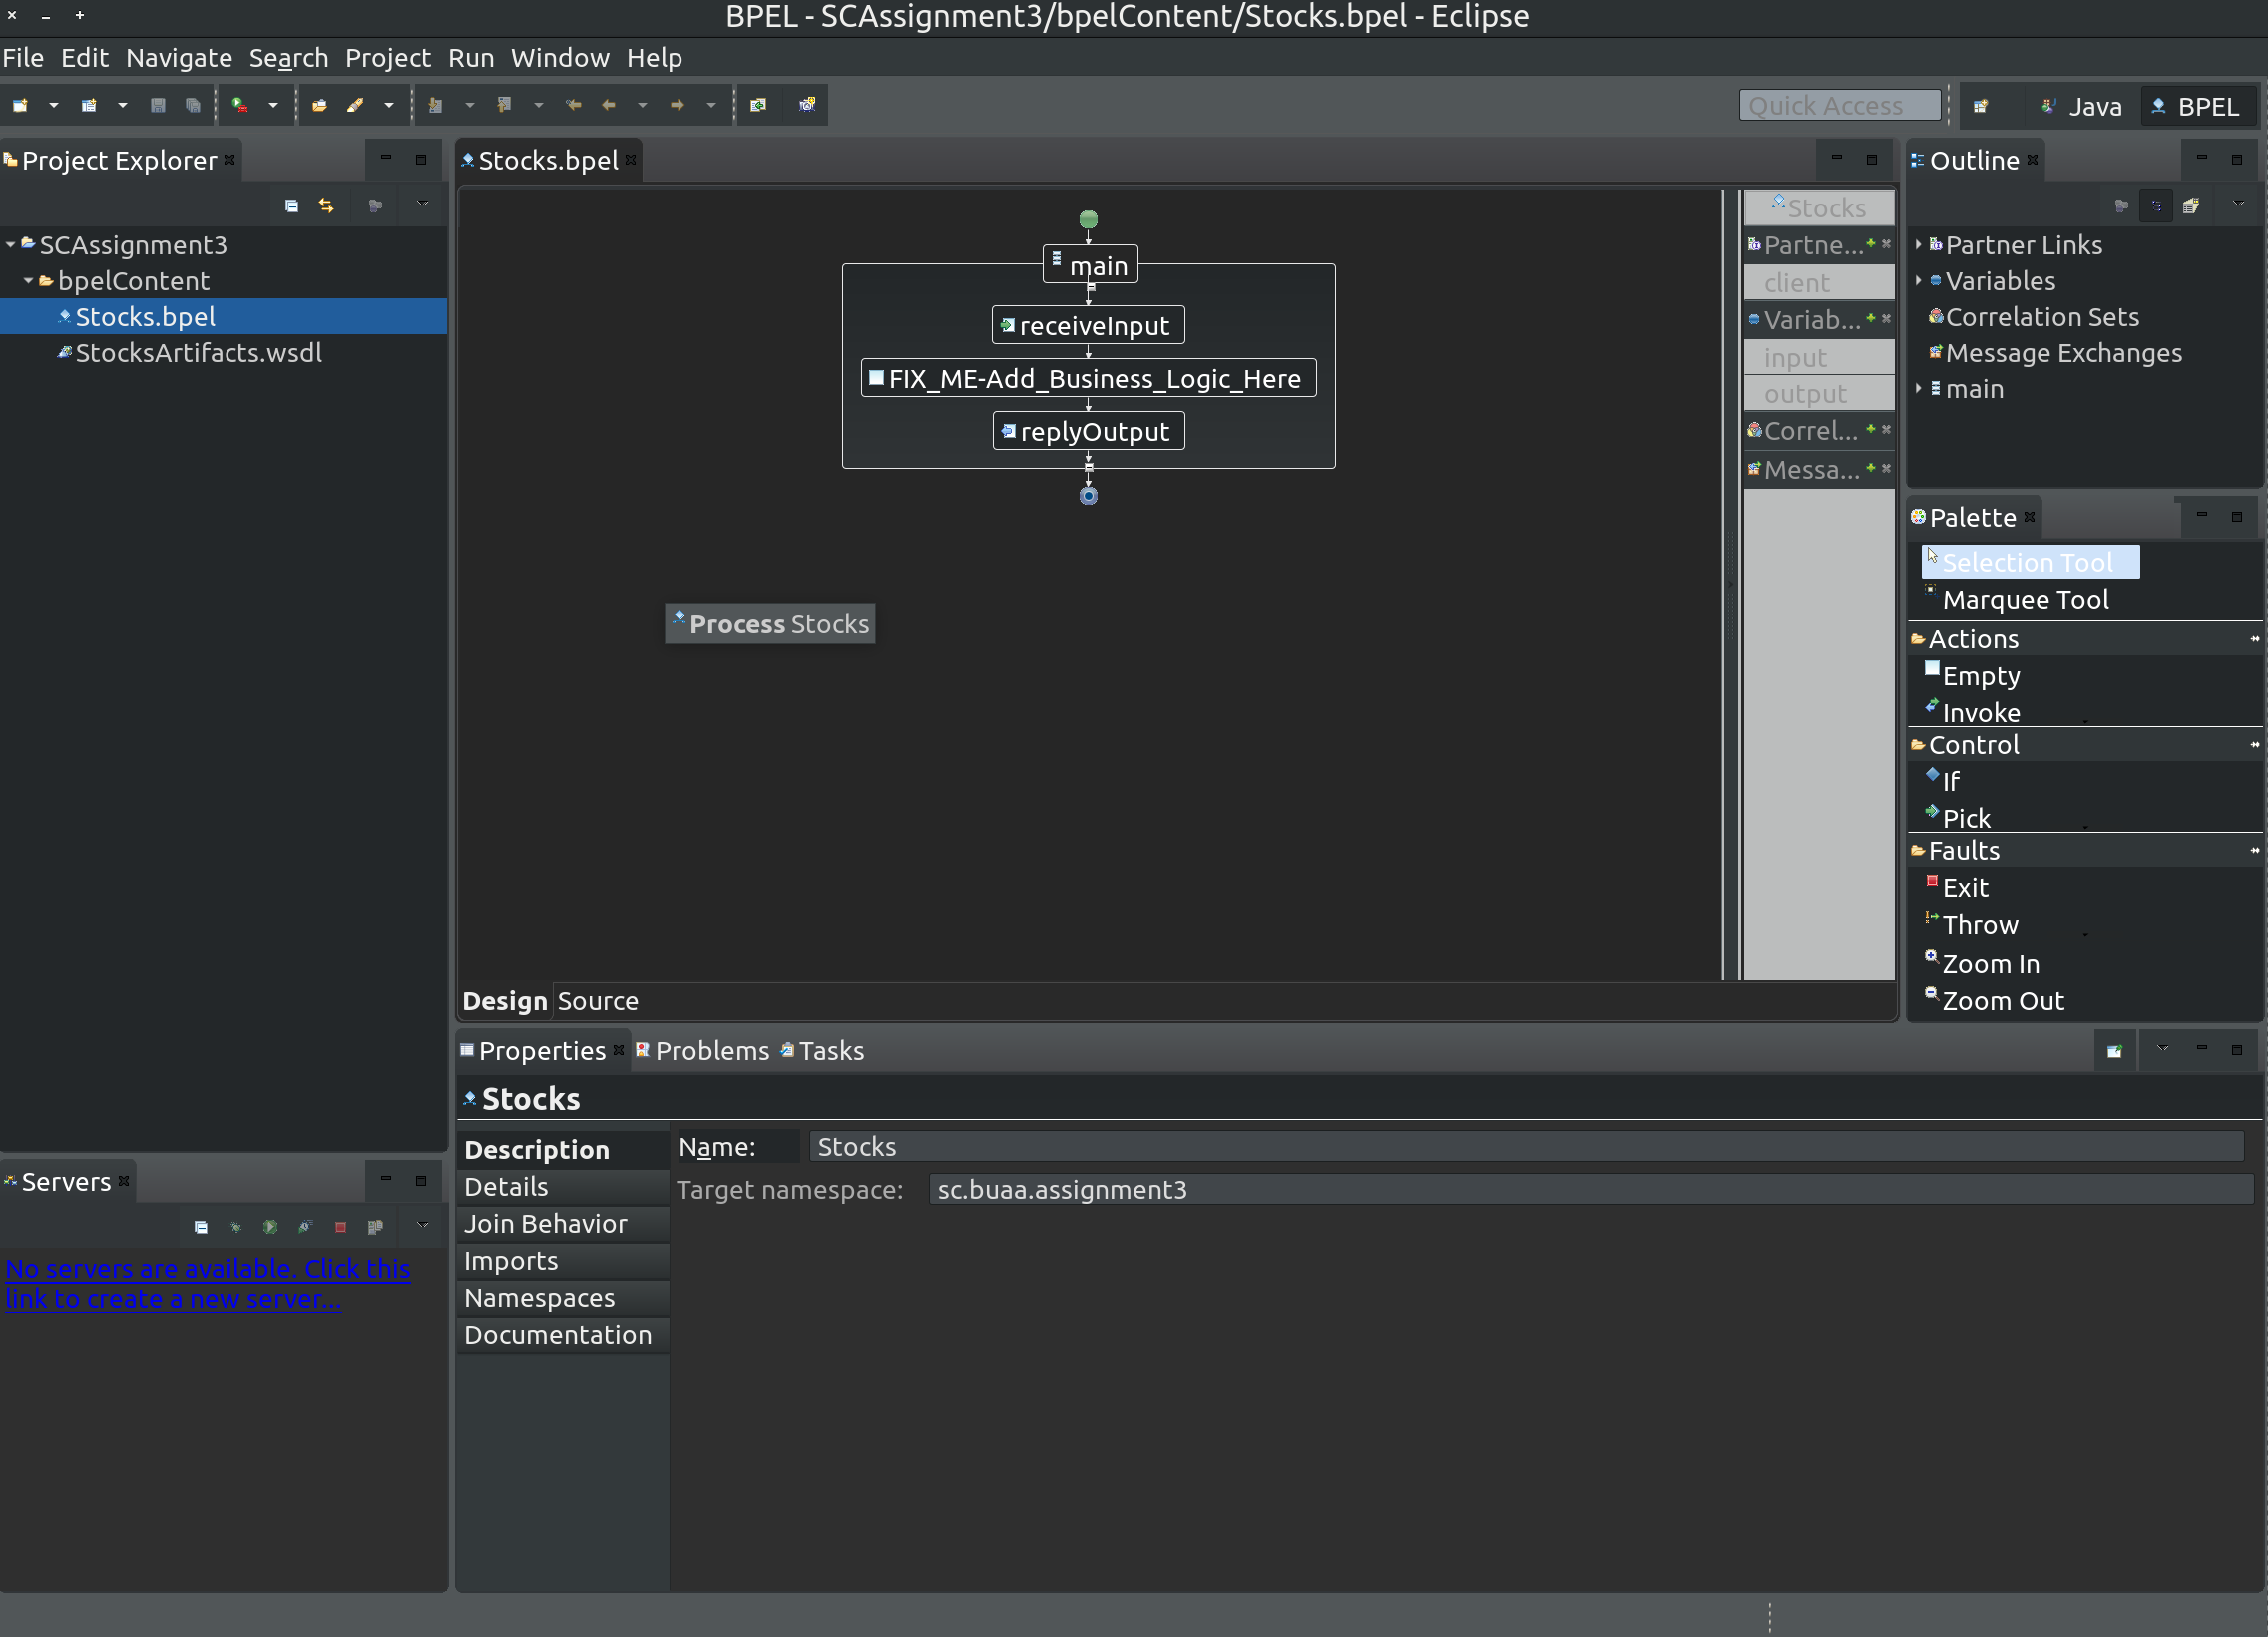 BPEL - SCAssignment3/bpelContent/Stocks.bpel - Eclipse
File Edit Navigate Search Project Run Window Help
Quick Access
Java
BPEL
Project Explorer
SCAssignment3
bpelContent
Stocks.bpel
StocksArtifacts.wsdl
Stocks.bpel
main
receiveInput
FIX_ME-Add_Business_Logic_Here
replyOutput
Process Stocks
Stocks
Partne...
client
Variab...
input
output
Correl...
Messa...
Design Source
Outline
Partner Links
Variables
Correlation Sets
Message Exchanges
main
Palette
Selection Tool
Marquee Tool
Actions
Empty
Invoke
Control
If
Pick
Faults
Exit
Throw
Zoom In
Zoom Out
Servers
No servers are available. Click this
link to create a new server...
Properties Problems Tasks
Stocks
Description
Details
Join Behavior
Imports
Namespaces
Documentation
Name: Stocks
Target namespace: sc.buaa.assignment3